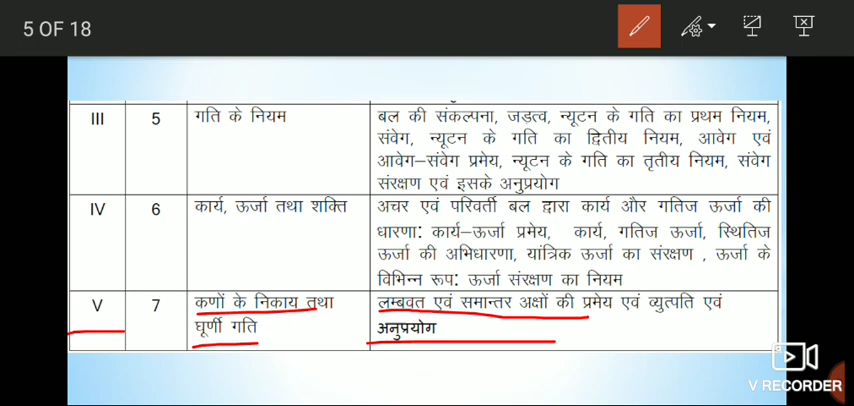 5 OF 18
III 5 गति के नियम बल की संकल्पना, जड़त्व, न्यूटन के गति का प्रथम नियम,
संवेग, न्यूटन के गति का द्वितीय नियम, आवेग एवं
आवेग–संवेग प्रमेय, न्यूटन के गति का तृतीय नियम, संवेग
संरक्षण एवं इसके अनुप्रयोग
IV 6 कार्य, ऊर्जा तथा शक्ति अचर एवं परिवर्ती बल द्वारा कार्य और गतिज ऊर्जा की
धारणा: कार्य–ऊर्जा प्रमेय, कार्य, गतिज ऊर्जा, स्थितिज
ऊर्जा की अभिधारणा, यांत्रिक ऊर्जा का संरक्षण , ऊर्जा के
विभिन्न रूप: ऊर्जा संरक्षण का नियम
V 7 कणों के निकाय तथा लम्बवत एवं समान्तर अक्षों की प्रमेय एवं व्युत्पति एवं
घूर्णी गति अनुप्रयोग
V RECORDER